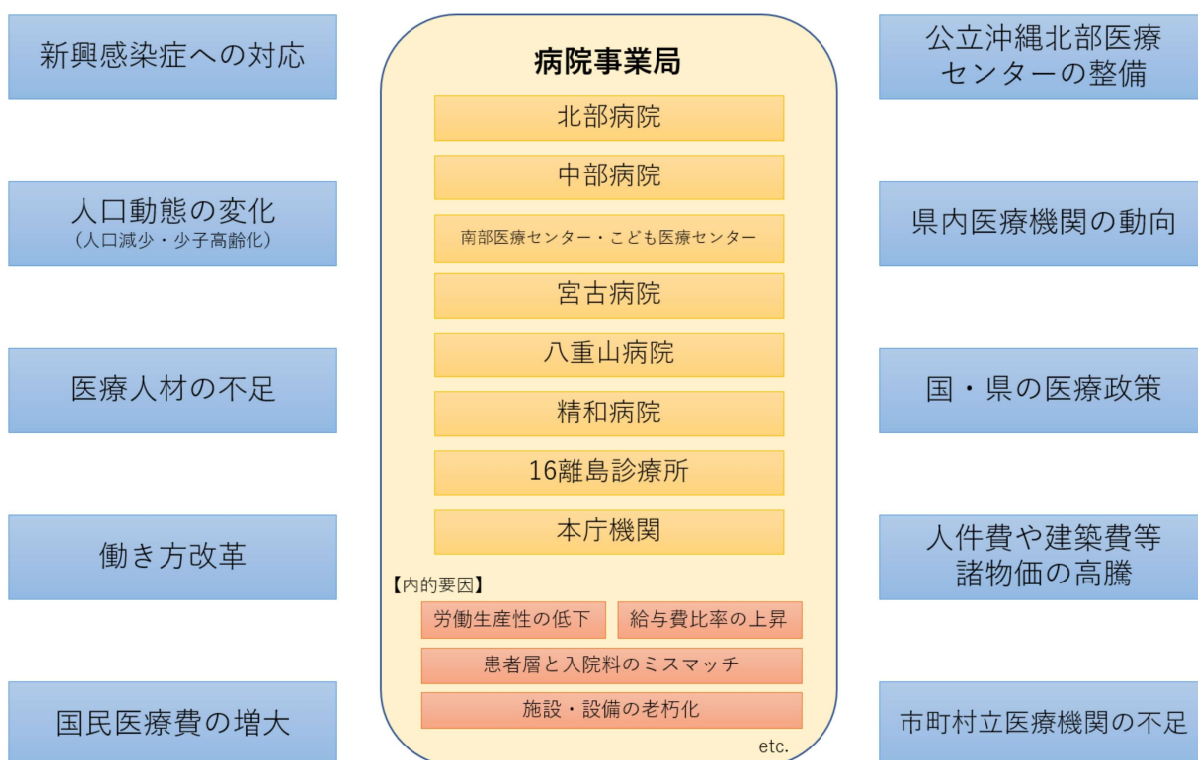 新興感染症への対応
人口動態の変化
（人口減少・少子高齢化）
医療人材の不足
働き方改革
国民医療費の増大
病院事業局
北部病院
中部病院
南部医療センター・こども医療センター
宮古病院
八重山病院
精和病院
16離島診療所
本庁機関
【内的要因】
労働生産性の低下
給与費比率の上昇
患者層と入院料のミスマッチ
施設・設備の老朽化
etc.
公立沖縄北部医療
センターの整備
県内医療機関の動向
国・県の医療政策
人件費や建築費等
諸物価の高騰
市町村立医療機関の不足